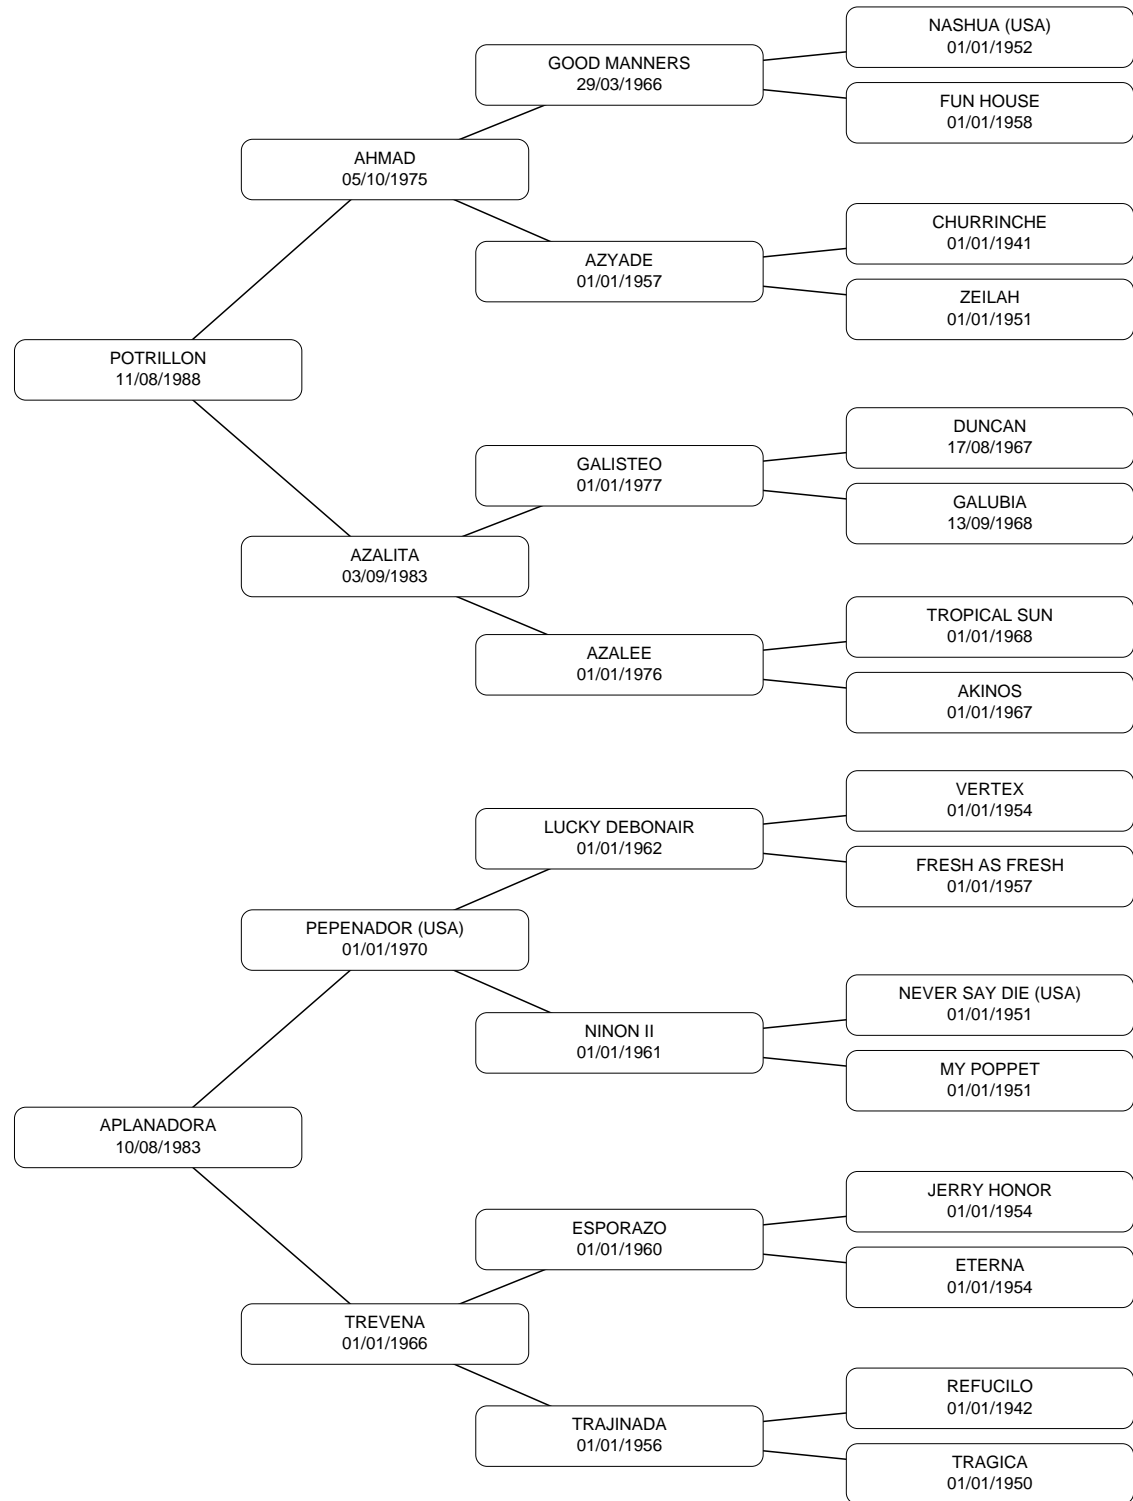 NASHUA (USA)
01/01/1952
GOOD MANNERS
29/03/1966
FUN HOUSE
01/01/1958
AHMAD
05/10/1975
CHURRINCHE
01/01/1941
AZYADE
01/01/1957
ZEILAH
01/01/1951
POTRILLON
11/08/1988
DUNCAN
17/08/1967
GALISTEO
01/01/1977
GALUBIA
13/09/1968
AZALITA
03/09/1983
TROPICAL SUN
01/01/1968
AZALEE
01/01/1976
AKINOS
01/01/1967
VERTEX
01/01/1954
LUCKY DEBONAIR
01/01/1962
FRESH AS FRESH
01/01/1957
PEPENADOR (USA)
01/01/1970
NEVER SAY DIE (USA)
01/01/1951
NINON II
01/01/1961
MY POPPET
01/01/1951
APLANADORA
10/08/1983
JERRY HONOR
01/01/1954
ESPORAZO
01/01/1960
ETERNA
01/01/1954
TREVENA
01/01/1966
REFUCILO
01/01/1942
TRAJINADA
01/01/1956
TRAGICA
01/01/1950